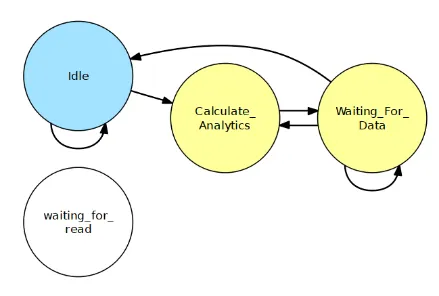 Idle
Calculate_
Analytics
Waiting_For_
Data
waiting_for_
read